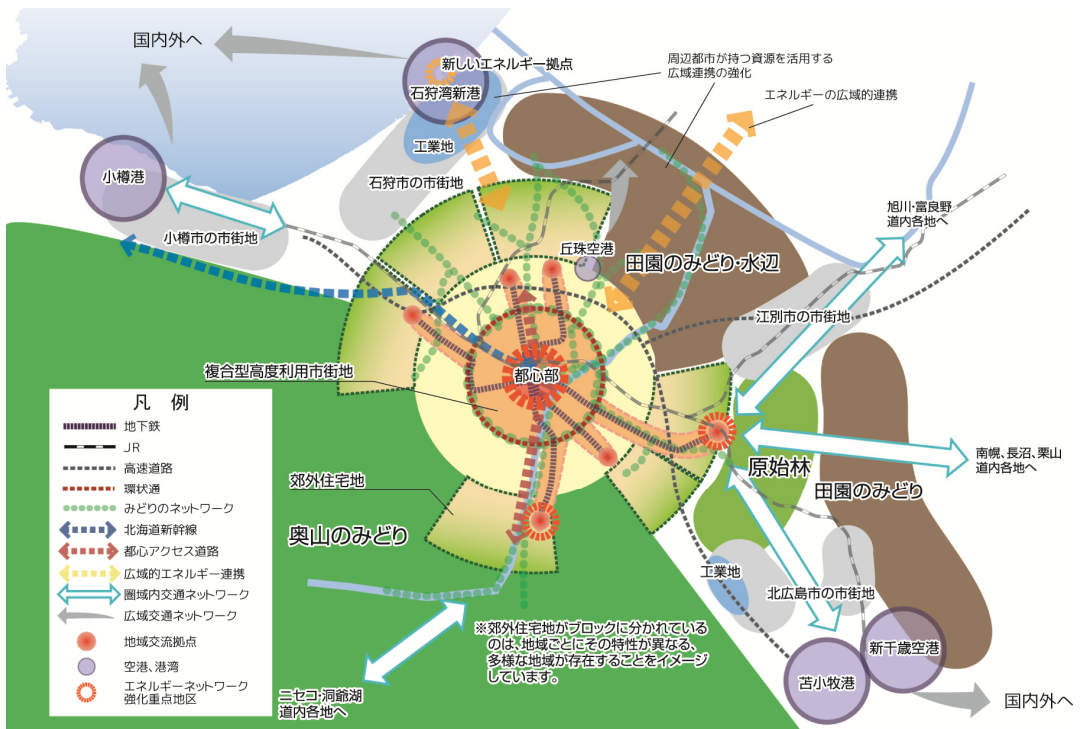 国内外へ
新しいエネルギー拠点
石狩湾新港
工業地
周辺都市が持つ資源を活用する
広域連携の強化
エネルギーの広域的連携
小樽港
石狩市の市街地
小樽市の市街地
丘珠空港
田園のみどり・水辺
旭川・富良野
道内各地へ
江別市の市街地
複合型高度利用市街地
都心部
郊外住宅地
奥山のみどり
原始林
田園のみどり
南幌、長沼、栗山
道内各地へ
工業地
北広島市の市街地
新千歳空港
苫小牧港
国内外へ
ニセコ・洞爺湖
道内各地へ
※郊外住宅地がブロックに分かれている
のは、地域ごとにその特性が異なる、
多様な地域が存在することをイメージ
しています。
凡 例
地下鉄
JR
高速道路
環状通
みどりのネットワーク
北海道新幹線
都心アクセス道路
広域的エネルギー連携
圏域内交通ネットワーク
広域交通ネットワーク
地域交流拠点
空港、港湾
エネルギーネットワーク
強化重点地区